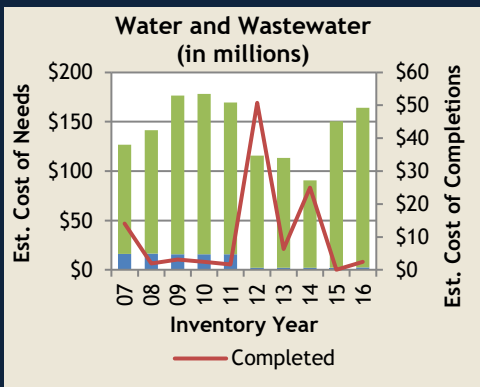 Water and Wastewater
(in millions)
Est. Cost of Needs
$200
$150
$100
$50
$0
$60
$50
$40
$30
$20
$10
$0
Est. Cost of Completions
07 08 09 10 11 12 13 14 15 16
Inventory Year
Completed